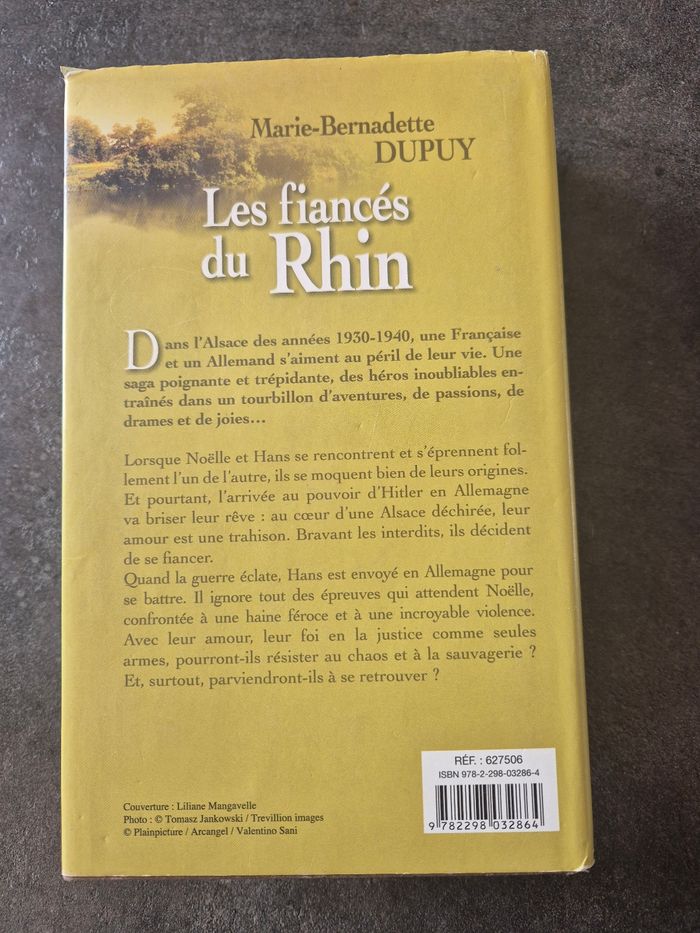 Marie-Bernadette
DUPUY
Les fiancés
du Rhin
Dans l'Alsace des années 1930-1940, une Française
et un Allemand s'aiment au péril de leur vie. Une
saga poignante et trépidante, des héros inoubliables en-
traînés dans un tourbillon d'aventures, de passions, de
drames et de joies…
Lorsque Noëlle et Hans se rencontrent et s'éprennent fol-
lement l'un de l'autre, ils se moquent bien de leurs origines.
Et pourtant, l'arrivée au pouvoir d'Hitler en Allemagne
va briser leur rêve : au cœur d'une Alsace déchirée, leur
amour est une trahison. Bravant les interdits, ils décident
de se fiancer.
Quand la guerre éclate, Hans est envoyé en Allemagne pour
se battre. Il ignore tout des épreuves qui attendent Noëlle,
confrontée à une haine féroce et à une incroyable violence.
Avec leur amour, leur foi en la justice comme seules
armes, pourront-ils résister au chaos et à la sauvagerie ?
Et, surtout, parviendront-ils à se retrouver ?
RÉF. : 627506
ISBN 978-2-298-03286-4
9 782298 032864
Couverture : Liliane Mangavelle
Photo : © Tomasz Jankowski / Trevillion images
© Plainpicture / Arcangel / Valentino Sani